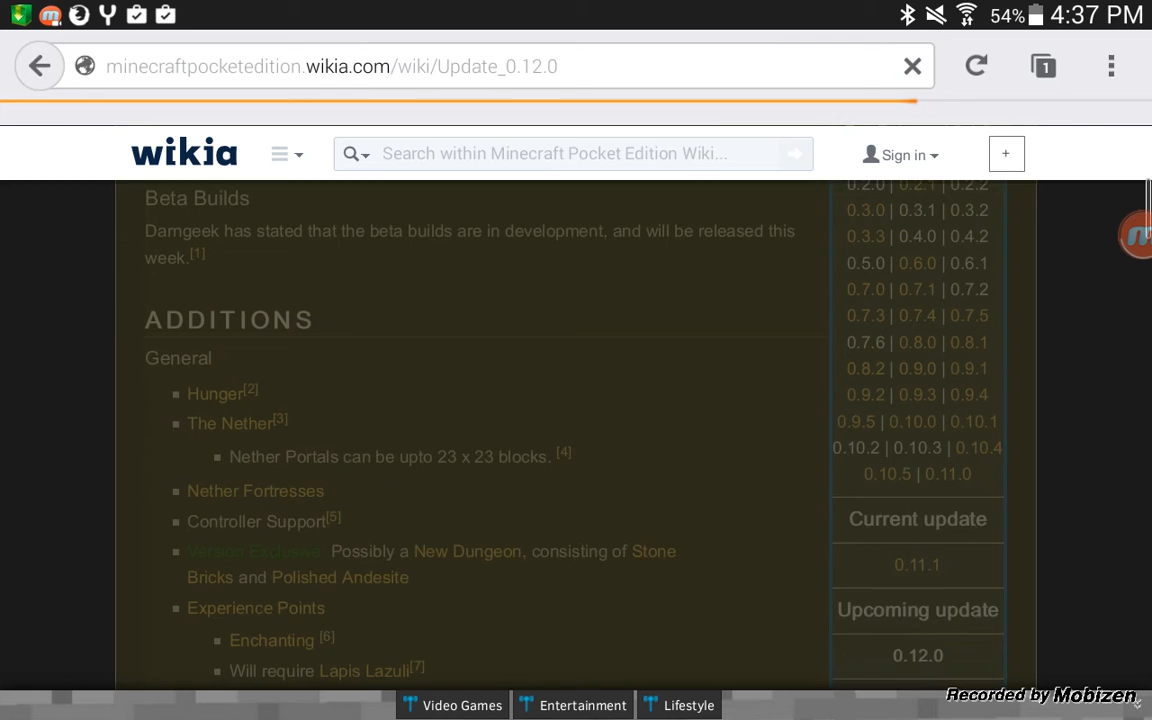 54% 4:37 PM
minecraftpocketedition.wikia.com/wiki/Update_0.12.0
1
wikia
Search within Minecraft Pocket Edition Wiki...
Sign in
+
Beta Builds
Darngeek has stated that the beta builds are in development, and will be released this
week.[1]
ADDITIONS
General
Hunger[2]
The Nether[3]
Nether Portals can be upto 23 x 23 blocks. [4]
Nether Fortresses
Controller Support[5]
Version Exclusive: Possibly a New Dungeon, consisting of Stone
Bricks and Polished Andesite
Experience Points
Enchanting [6]
Will require Lapis Lazuli[7]
0.2.0 | 0.2.1 | 0.2.2
0.3.0 | 0.3.1 | 0.3.2
0.3.3 | 0.4.0 | 0.4.2
0.5.0 | 0.6.0 | 0.6.1
0.7.0 | 0.7.1 | 0.7.2
0.7.3 | 0.7.4 | 0.7.5
0.7.6 | 0.8.0 | 0.8.1
0.8.2 | 0.9.0 | 0.9.1
0.9.2 | 0.9.3 | 0.9.4
0.9.5 | 0.10.0 | 0.10.1
0.10.2 | 0.10.3 | 0.10.4
0.10.5 | 0.11.0
Current update
0.11.1
Upcoming update
0.12.0
Video Games
Entertainment
Lifestyle
Recorded by Mobizen